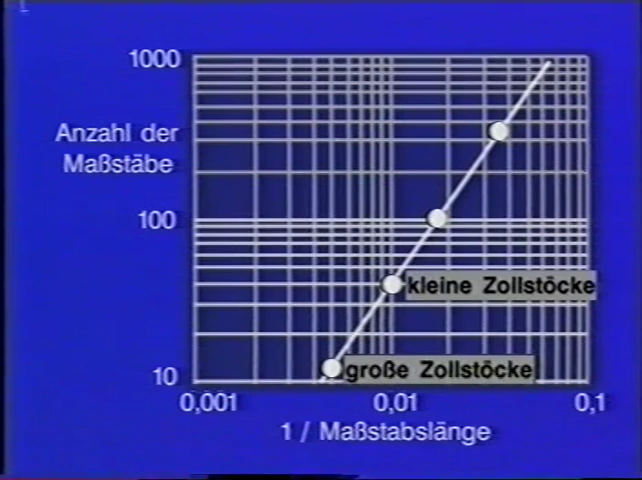 1000
Anzahl der
Maßstäbe
100
kleine Zollstöcke
große Zollstöcke
10
0,001
0,01
0,1
1 / Maßstabslänge